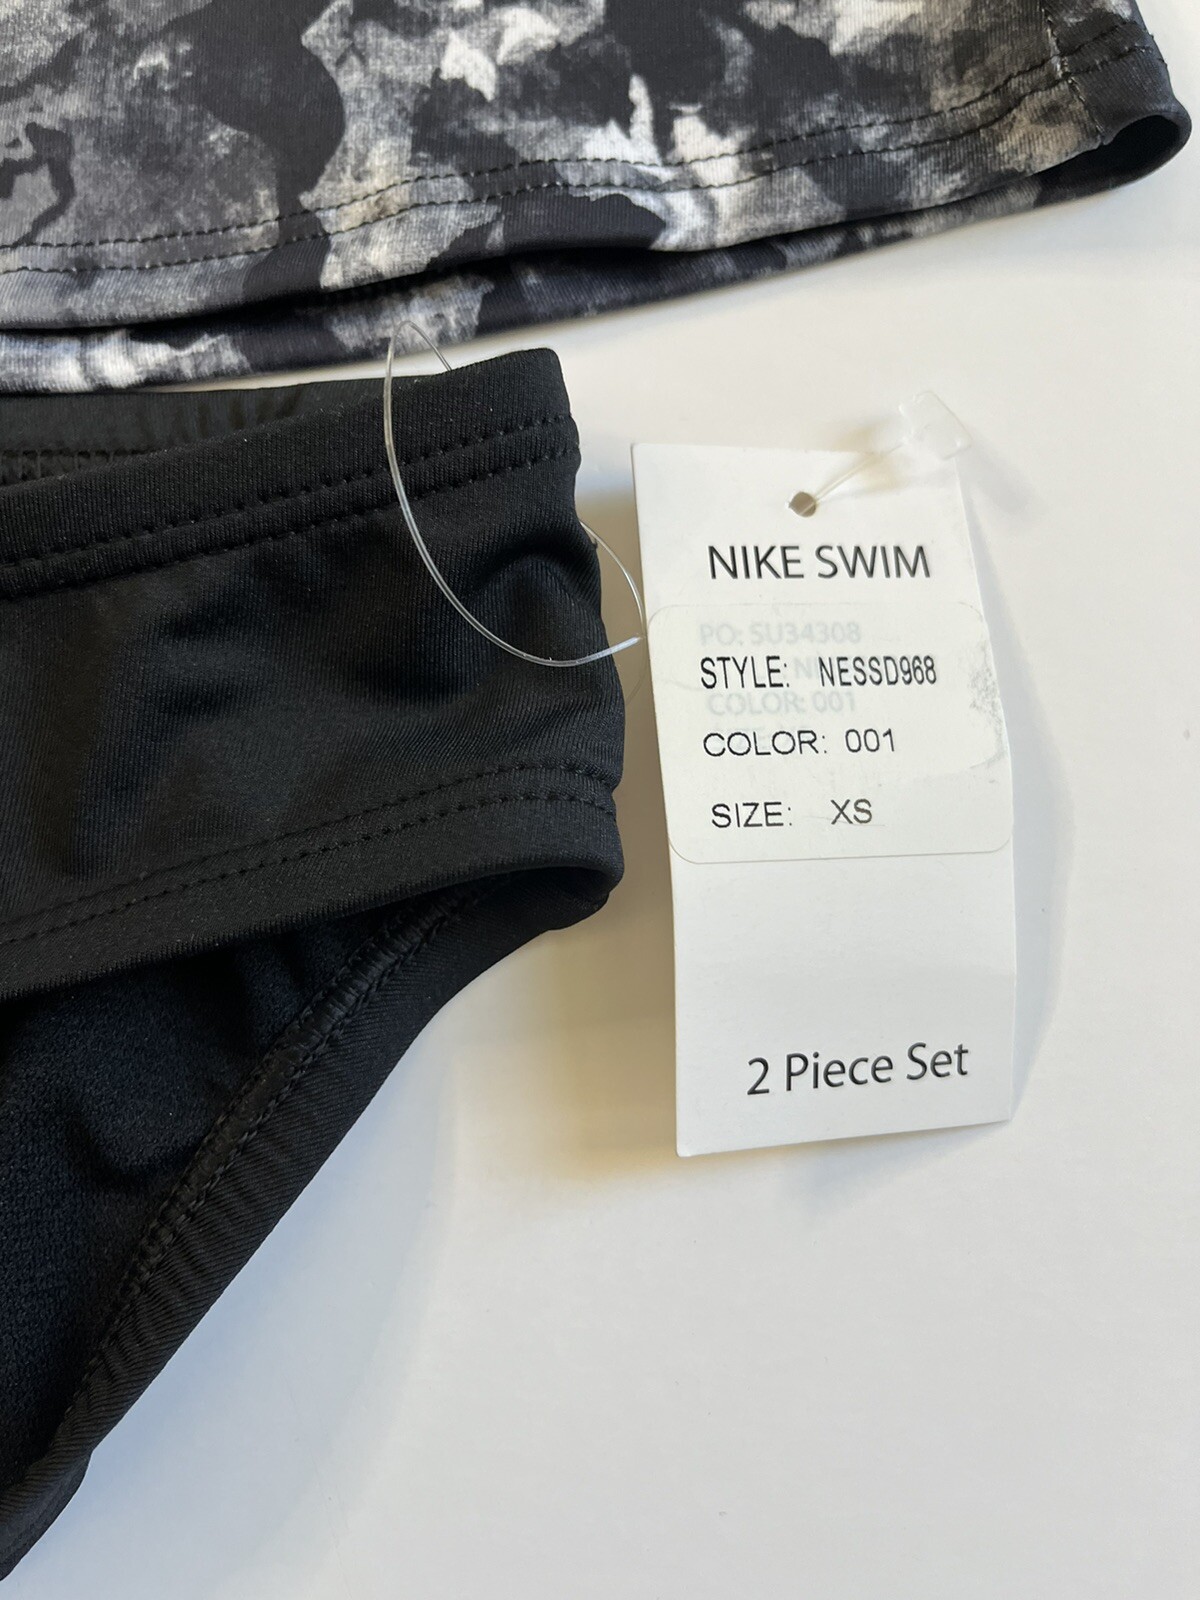 NIKE SWIM
PO: SU34308
STYLE: NESSD968
COLOR: 001
COLOR: 001
SIZE: XS
2 Piece Set